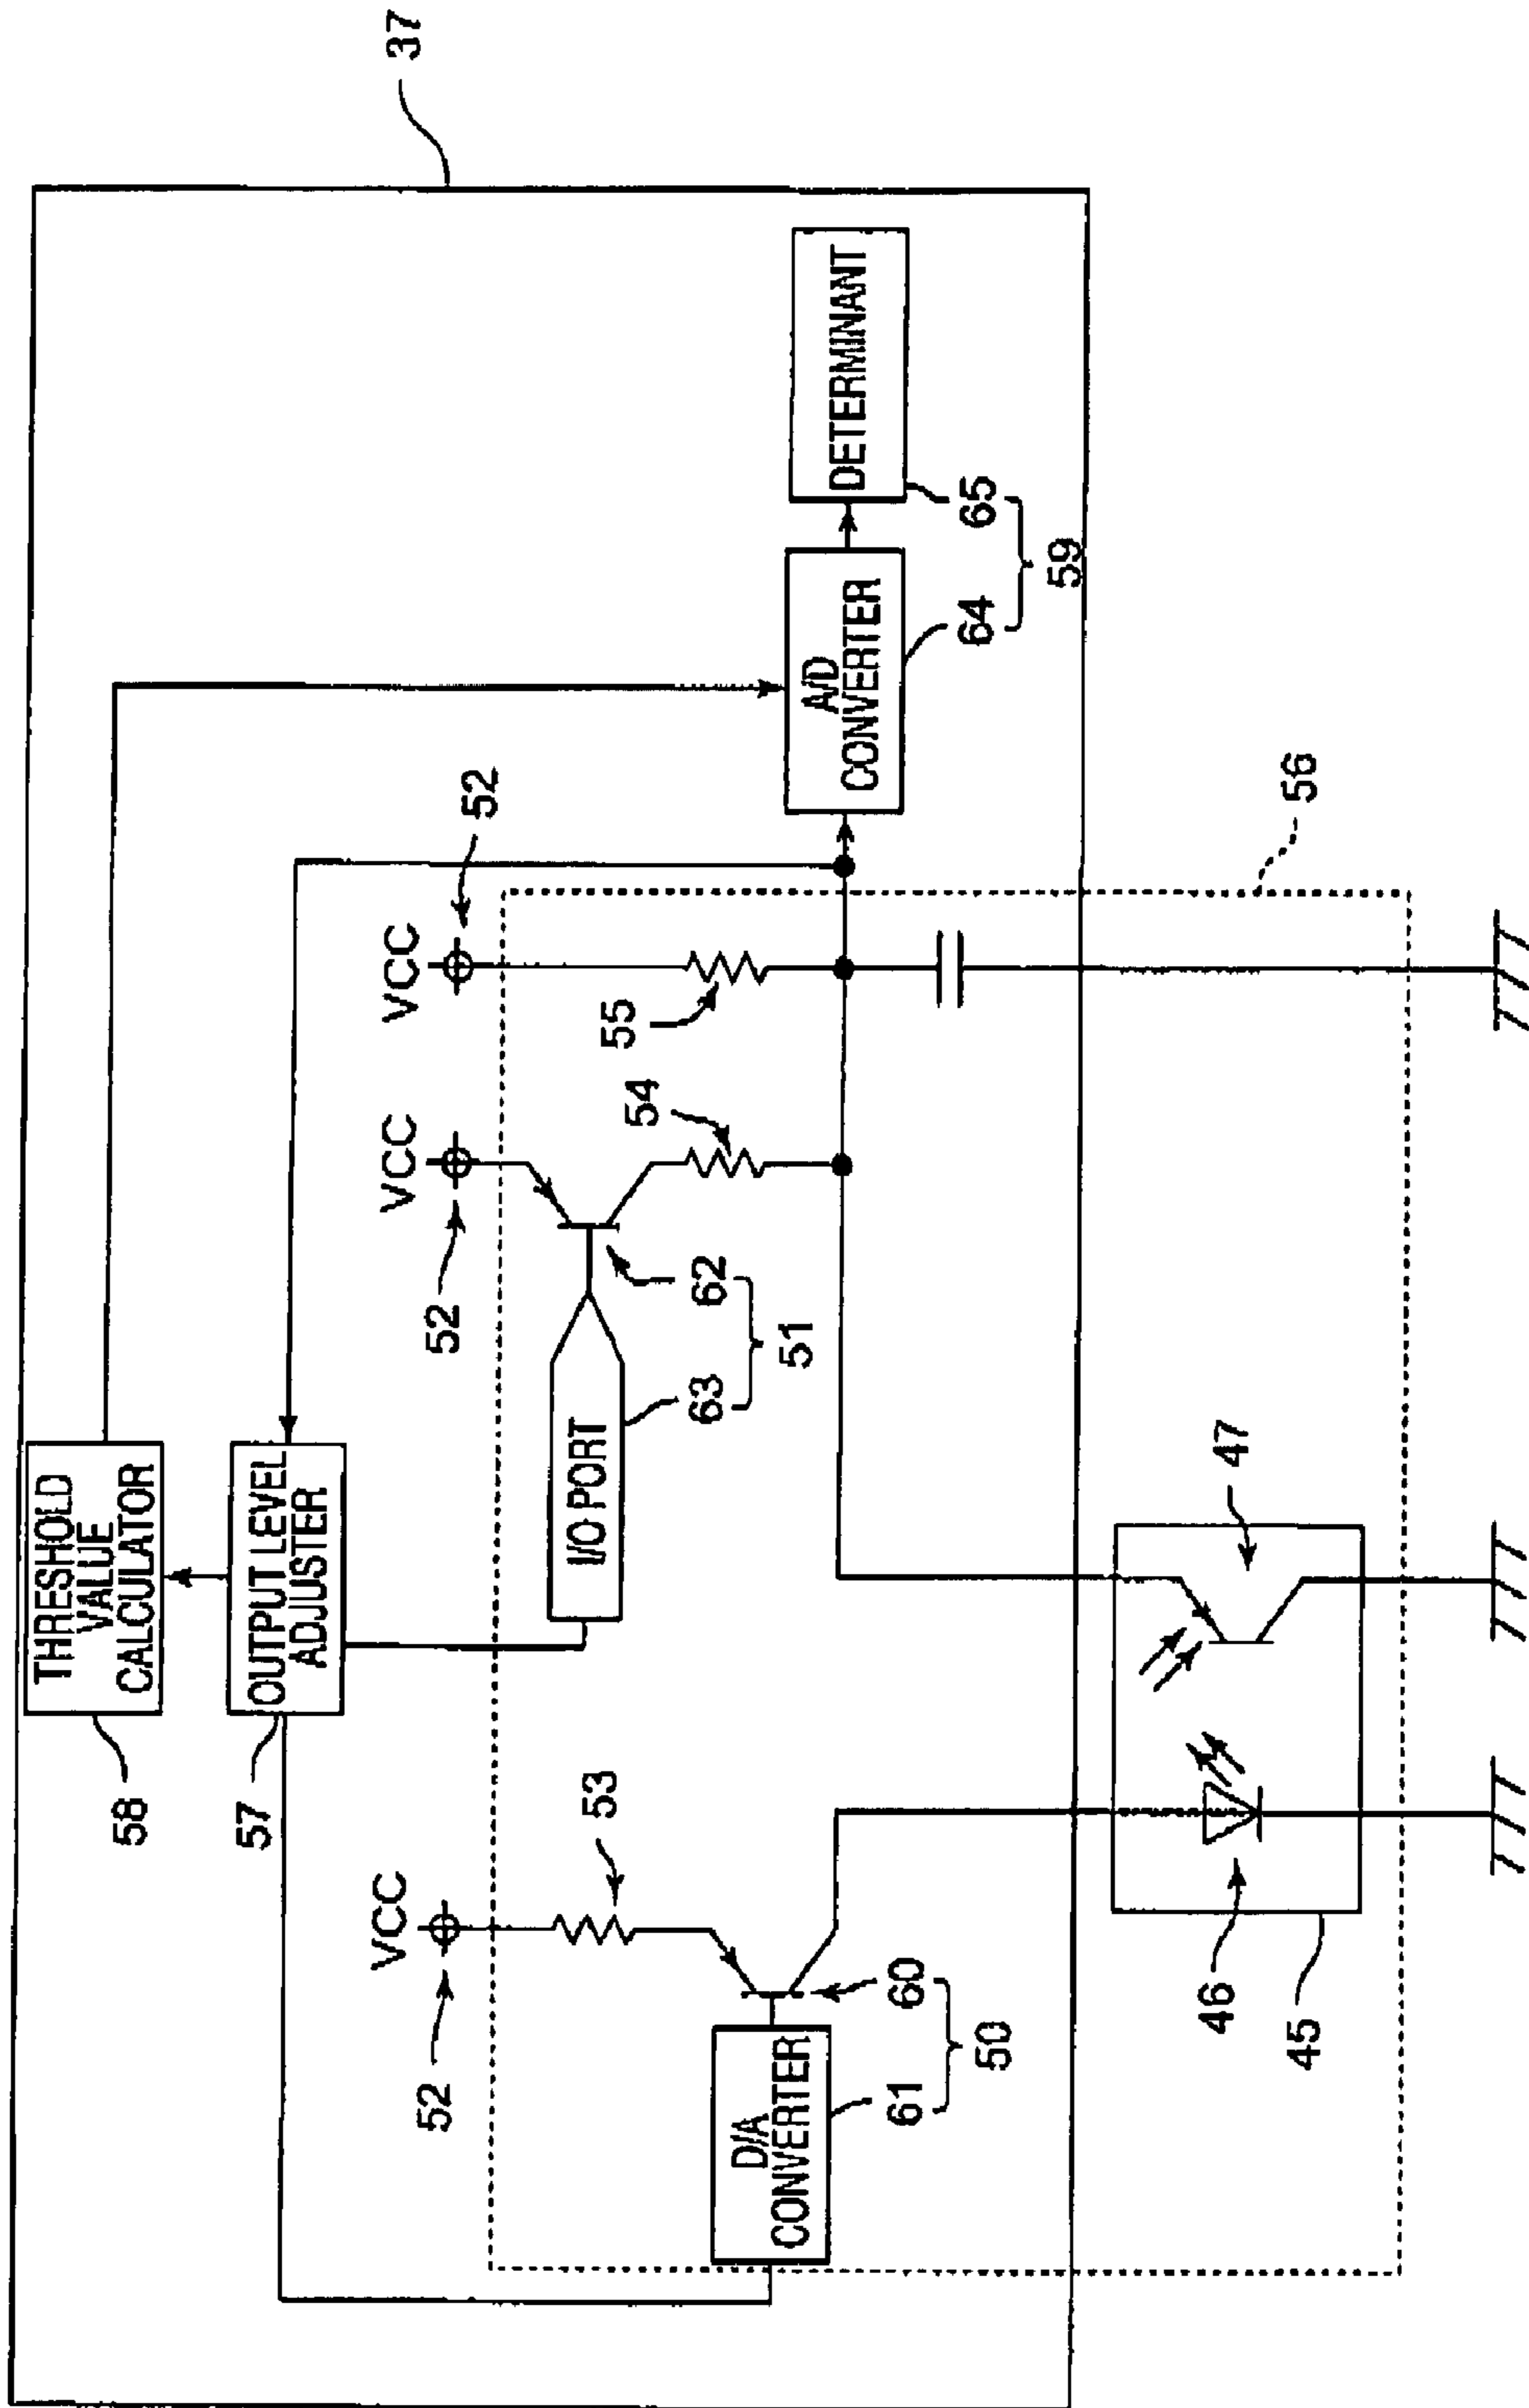 37
THRESHOLD
VALUE
CALCULATOR
58
OUTPUT LEVEL
ADJUSTER
57
VCC
52
VCC
52
VCC
52
53
I/O PORT
63
62
51
54
55
D/A
CONVERTER
61
60
50
A/D
CONVERTER
64
DETERMINANT
65
59
56
46
45
47